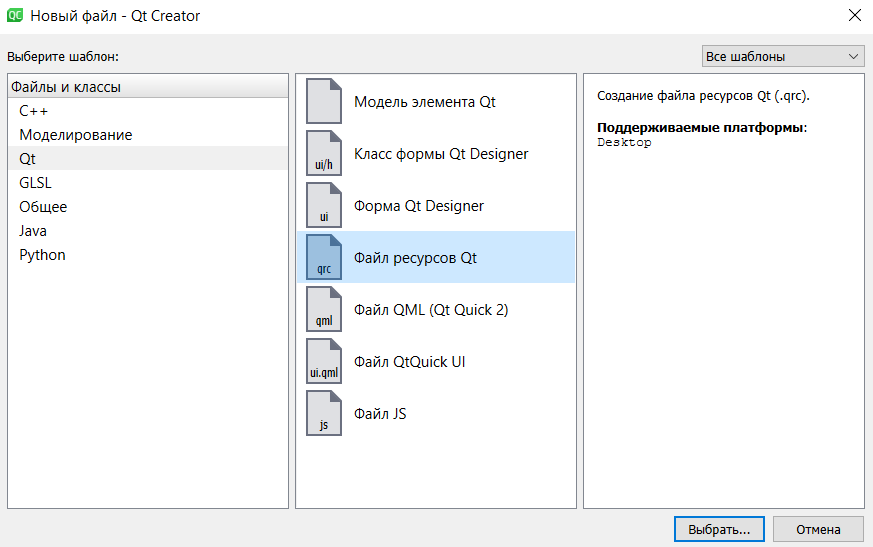 QC Новый файл - Qt Creator
Выберите шаблон:
Все шаблоны
Файлы и классы
C++
Моделирование
Qt
GLSL
Общее
Java
Python
Модель элемента Qt
ui/h Класс формы Qt Designer
ui Форма Qt Designer
qrc Файл ресурсов Qt
qml Файл QML (Qt Quick 2)
ui.qml Файл QtQuick UI
js Файл JS
Создание файла ресурсов Qt (.qrc).
Поддерживаемые платформы:
Desktop
Выбрать...
Отмена